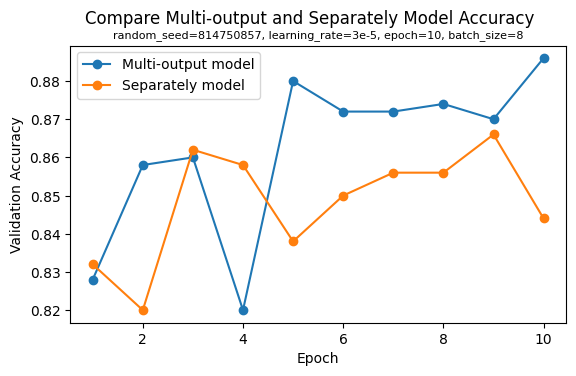 Compare Multi-output and Separately Model Accuracy
random_seed=814750857, learning_rate=3e-5, epoch=10, batch_size=8
Multi-output model
Separately model
Validation Accuracy
0.88
0.87
0.86
0.85
0.84
0.83
0.82
2 4 6 8 10
Epoch